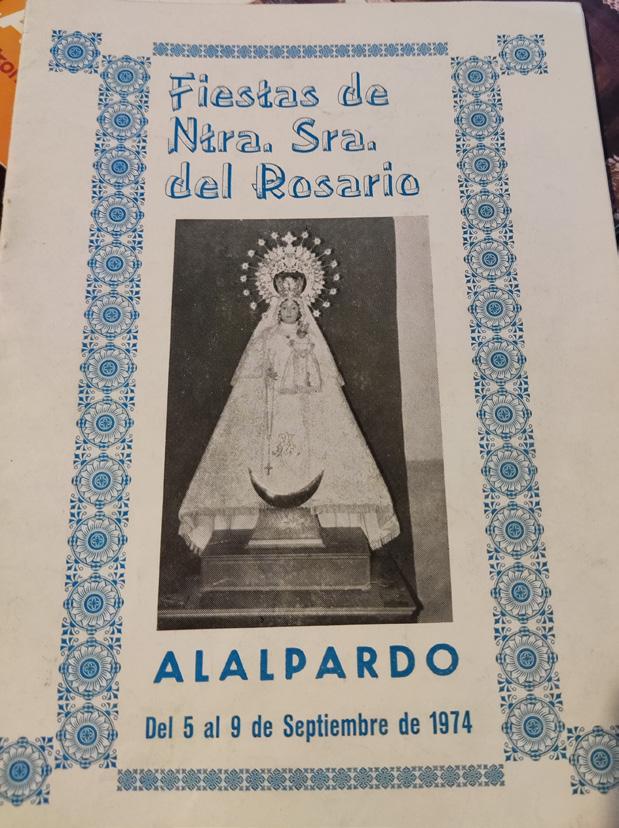 Fiestas de
Ntra. Sra.
del Rosario
ALALPARDO
Del 5 al 9 de Septiembre de 1974